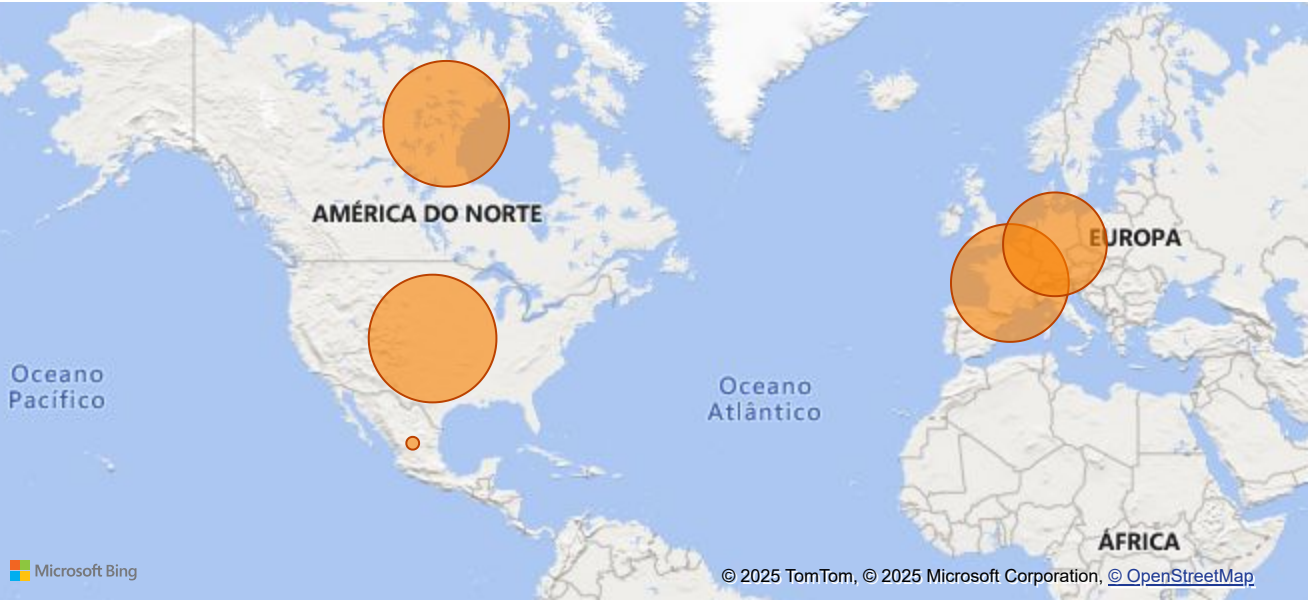 AMÉRICA DO NORTE
EUROPA
Oceano
Pacífico
Oceano
Atlântico
ÁFRICA
Microsoft Bing
© 2025 TomTom, © 2025 Microsoft Corporation, © OpenStreetMap